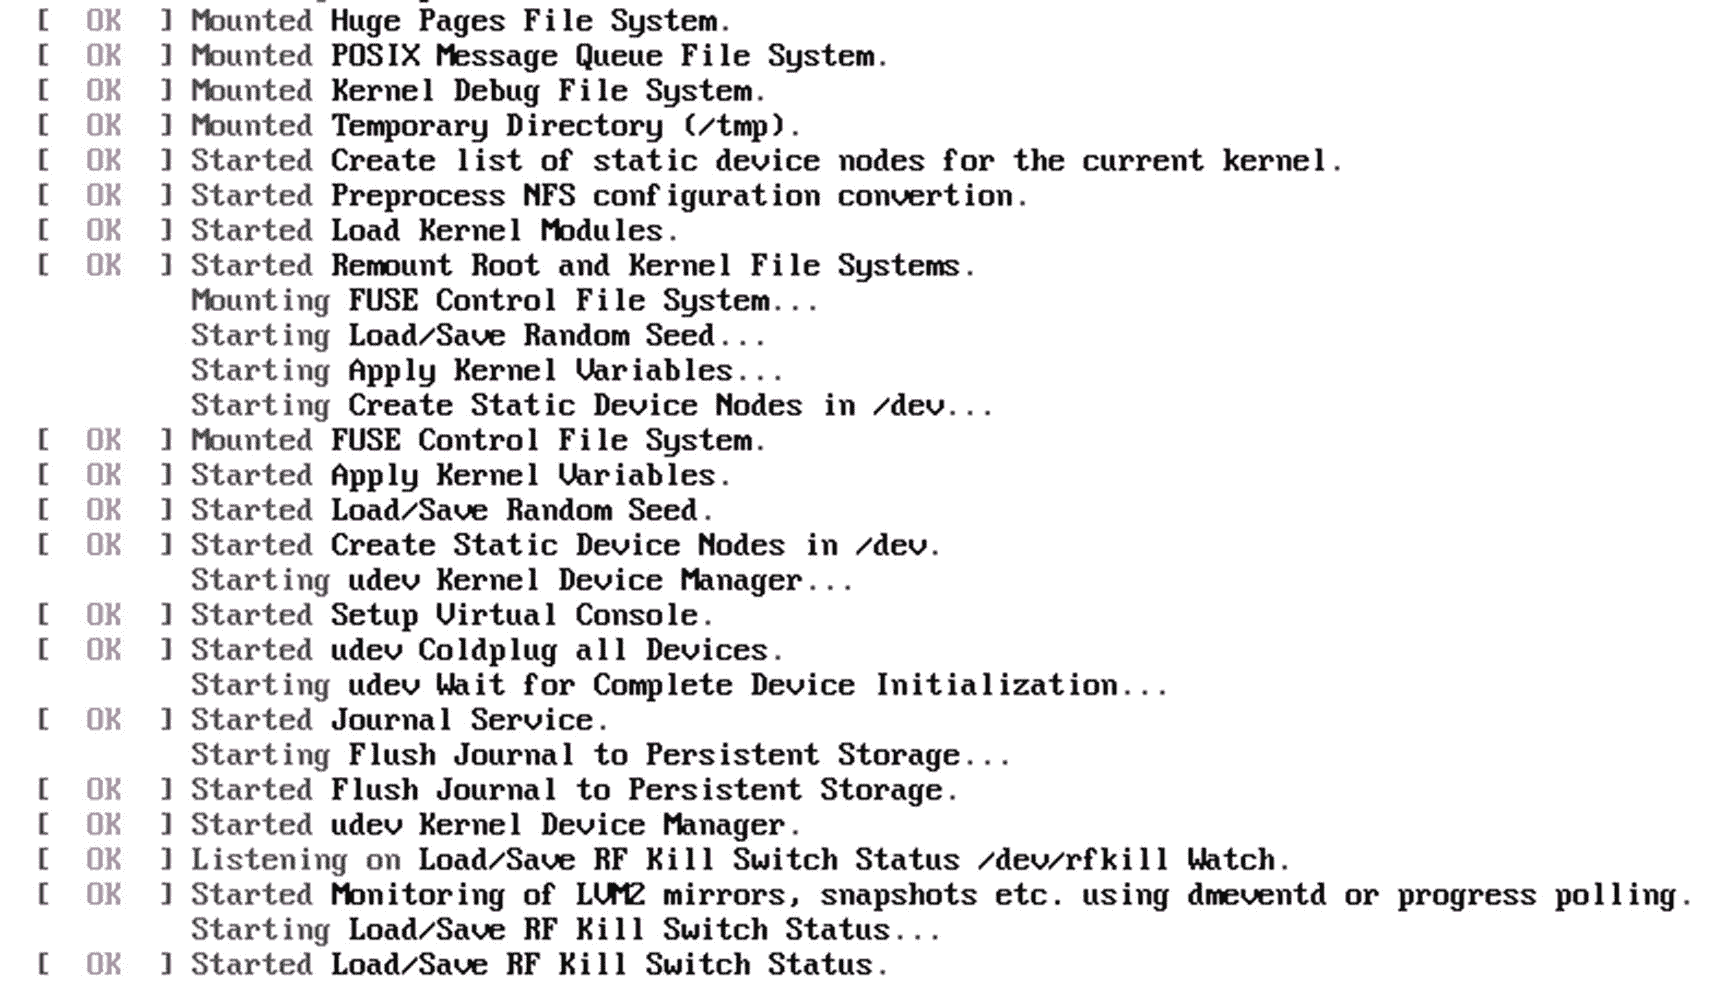 [  OK  ] Mounted Huge Pages File System.
[  OK  ] Mounted POSIX Message Queue File System.
[  OK  ] Mounted Kernel Debug File System.
[  OK  ] Mounted Temporary Directory (/tmp).
[  OK  ] Started Create list of static device nodes for the current kernel.
[  OK  ] Started Preprocess NFS configuration convertion.
[  OK  ] Started Load Kernel Modules.
[  OK  ] Started Remount Root and Kernel File Systems.
Mounting FUSE Control File System...
Starting Load/Save Random Seed...
Starting Apply Kernel Variables...
Starting Create Static Device Nodes in /dev...
[  OK  ] Mounted FUSE Control File System.
[  OK  ] Started Apply Kernel Variables.
[  OK  ] Started Load/Save Random Seed.
[  OK  ] Started Create Static Device Nodes in /dev.
Starting udev Kernel Device Manager...
[  OK  ] Started Setup Virtual Console.
[  OK  ] Started udev Coldplug all Devices.
Starting udev Wait for Complete Device Initialization...
[  OK  ] Started Journal Service.
Starting Flush Journal to Persistent Storage...
[  OK  ] Started Flush Journal to Persistent Storage.
[  OK  ] Started udev Kernel Device Manager.
[  OK  ] Listening on Load/Save RF Kill Switch Status /dev/rfkill Watch.
[  OK  ] Started Monitoring of LVM2 mirrors, snapshots etc. using dmeventd or progress polling.
Starting Load/Save RF Kill Switch Status...
[  OK  ] Started Load/Save RF Kill Switch Status.